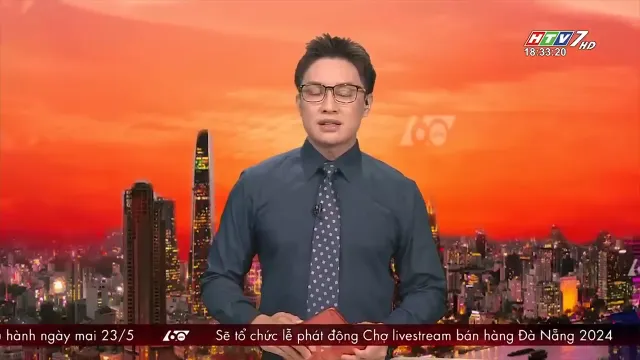 HTV7 HD
18:33:20
hành ngày mai 23/5 60 Sẽ tổ chức lễ phát động Chợ livestream bán hàng Đà Nẵng 2024